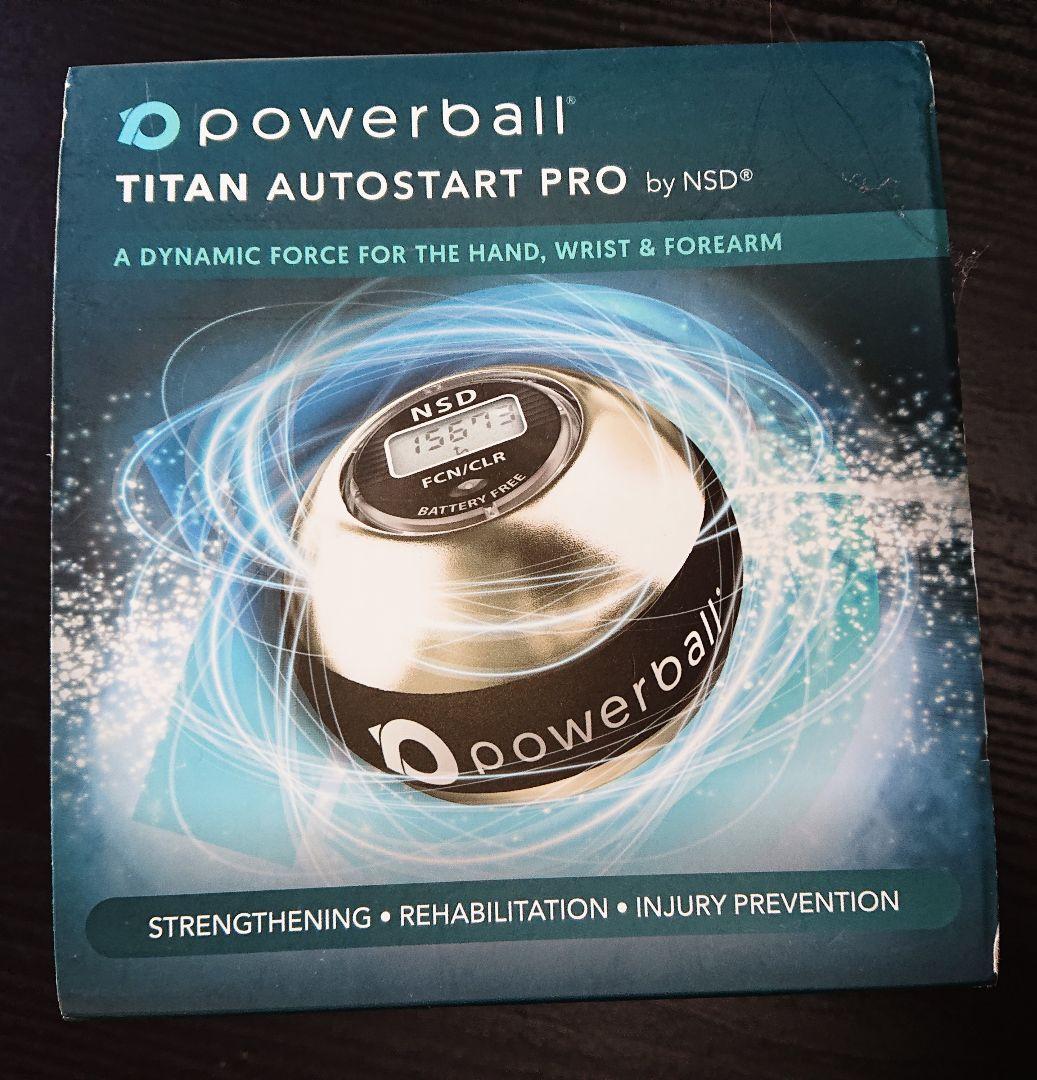 powerball®
TITAN AUTOSTART PRO by NSD®
A DYNAMIC FORCE FOR THE HAND, WRIST & FOREARM
NSD
15673
FCN/CLR
BATTERY FREE
powerball
STRENGTHENING • REHABILITATION • INJURY PREVENTION